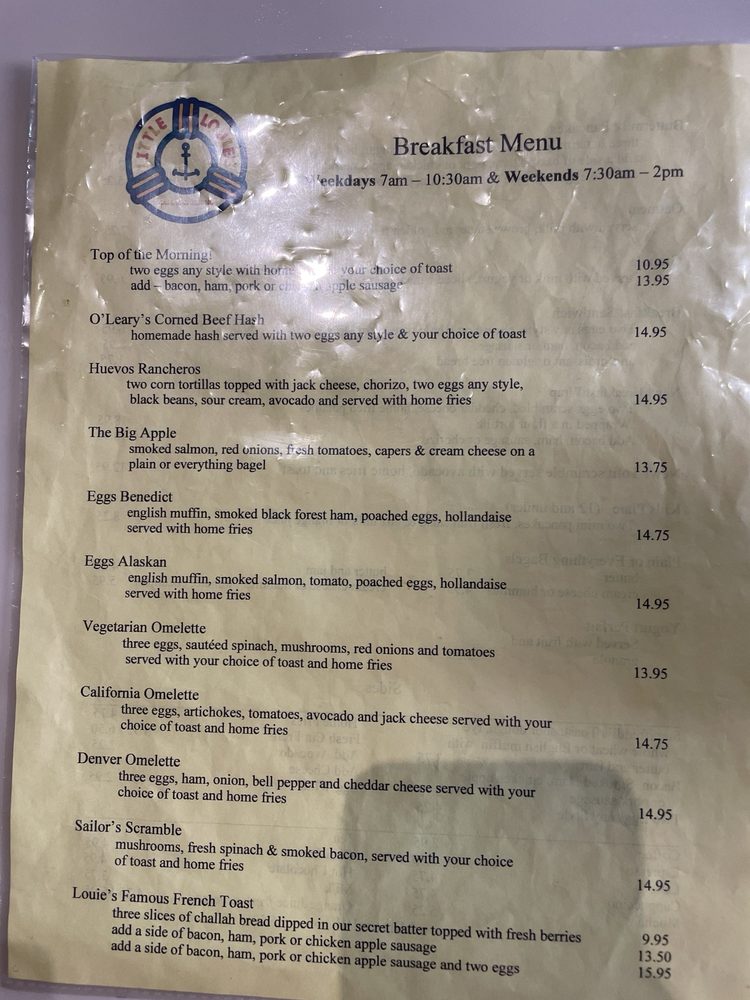 LITTLE LOUIE'S
Breakfast Menu
Weekdays 7am – 10:30am & Weekends 7:30am – 2pm
Top of the Morning!
two eggs any style with home your choice of toast 10.95
add – bacon, ham, pork or chicken apple sausage 13.95
O'Leary's Corned Beef Hash
homemade hash served with two eggs any style & your choice of toast 14.95
Huevos Rancheros
two corn tortillas topped with jack cheese, chorizo, two eggs any style,
black beans, sour cream, avocado and served with home fries 14.95
The Big Apple
smoked salmon, red onions, fresh tomatoes, capers & cream cheese on a
plain or everything bagel 13.75
Eggs Benedict
english muffin, smoked black forest ham, poached eggs, hollandaise
served with home fries 14.75
Eggs Alaskan
english muffin, smoked salmon, tomato, poached eggs, hollandaise
served with home fries 14.95
Vegetarian Omelette
three eggs, sautéed spinach, mushrooms, red onions and tomatoes
served with your choice of toast and home fries 13.95
California Omelette
three eggs, artichokes, tomatoes, avocado and jack cheese served with your
choice of toast and home fries 14.75
Denver Omelette
three eggs, ham, onion, bell pepper and cheddar cheese served with your
choice of toast and home fries 14.95
Sailor's Scramble
mushrooms, fresh spinach & smoked bacon, served with your choice
of toast and home fries 14.95
Louie's Famous French Toast
three slices of challah bread dipped in our secret batter topped with fresh berries 9.95
add a side of bacon, ham, pork or chicken apple sausage 13.50
add a side of bacon, ham, pork or chicken apple sausage and two eggs 15.95